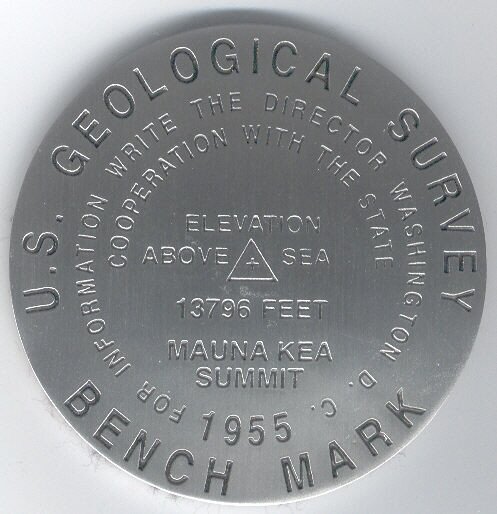 U.S. GEOLOGICAL SURVEY
BENCH MARK
FOR INFORMATION WRITE THE DIRECTOR WASHINGTON D. C.
COOPERATION WITH THE STATE
ELEVATION
ABOVE SEA
13796 FEET
MAUNA KEA
SUMMIT
1955